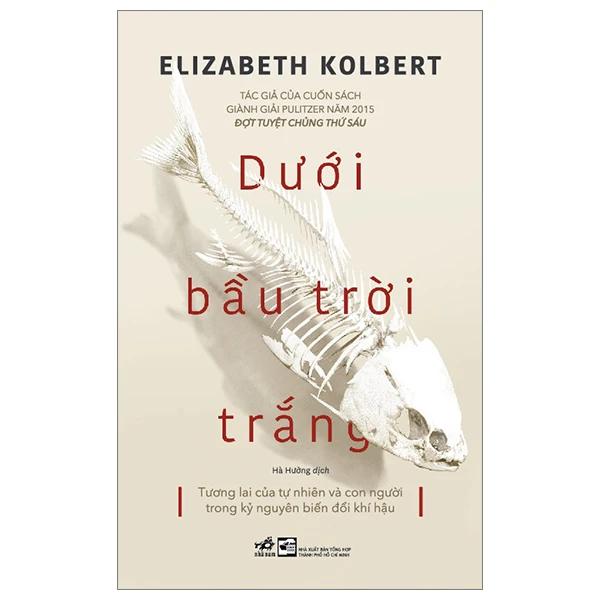 ELIZABETH KOLBERT
TÁC GIẢ CỦA CUỐN SÁCH
GIÀNH GIẢI PULITZER NĂM 2015
ĐỢT TUYỆT CHỦNG THỨ SÁU
Dưới
bầu trời
trắng
Hà Hường dịch
Tương lai của tự nhiên và con người
trong kỷ nguyên biến đổi khí hậu
nhã nam
NHÀ XUẤT BẢN TỔNG HỢP
THÀNH PHỐ HỒ CHÍ MINH